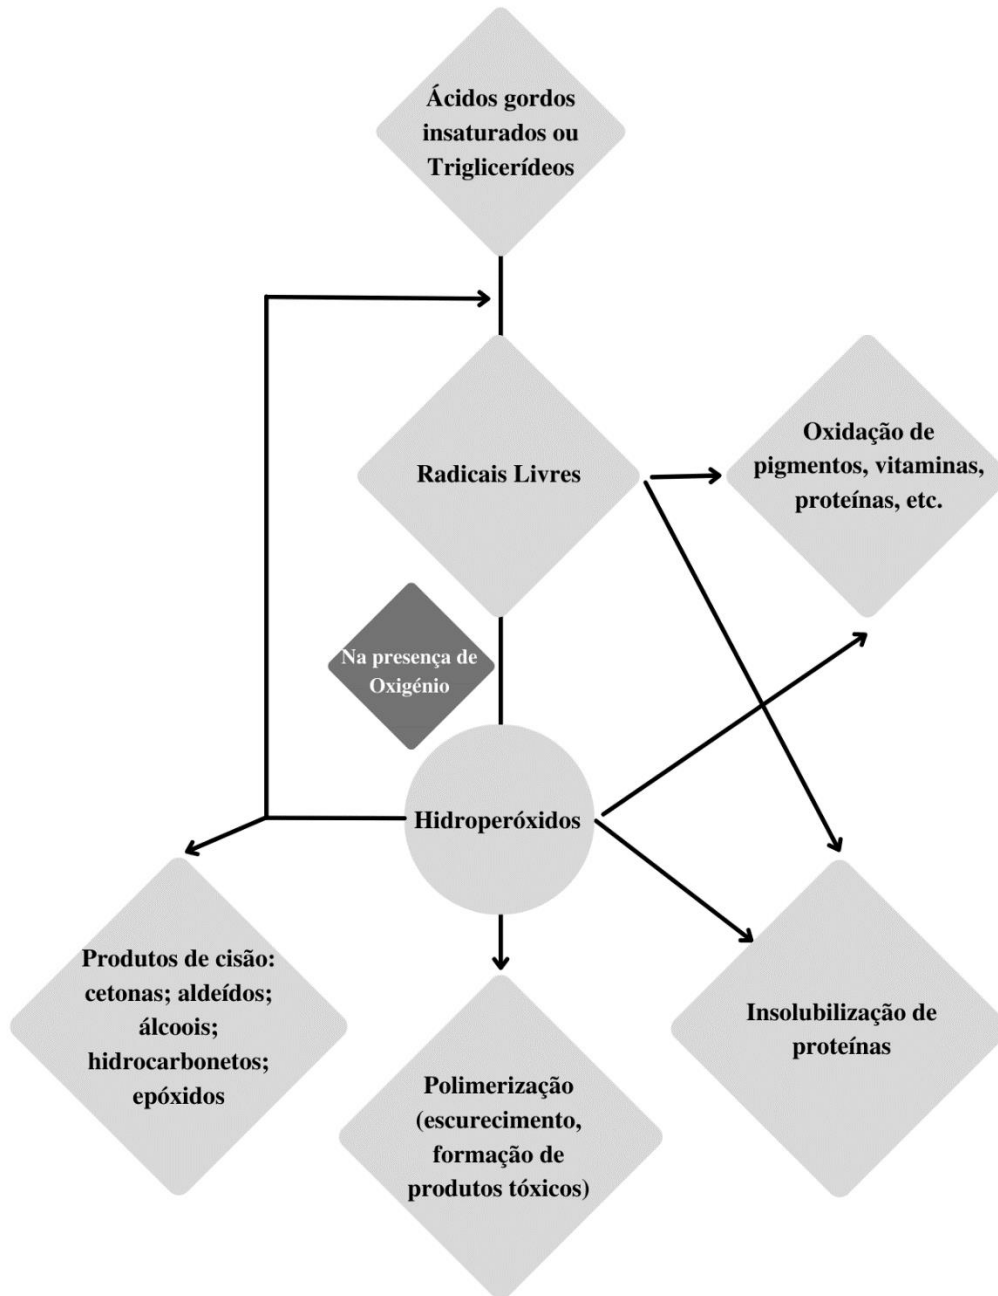 Ácidos gordos
insaturados ou
Triglicerídeos
Radicais Livres
Oxidação de
pigmentos, vitaminas,
proteínas, etc.
Na presença de
Oxigénio
Hidroperóxidos
Produtos de cisão:
cetonas; aldeídos;
álcoois;
hidrocarbonetos;
epóxidos
Polimerização
(escurecimento,
formação de
produtos tóxicos)
Insolubilização de
proteínas